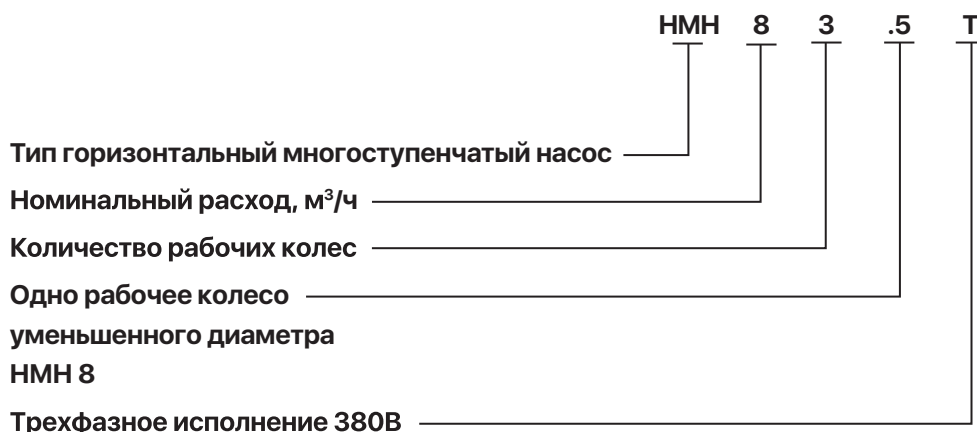 НМН 8 3 .5 Т
Тип горизонтальный многоступенчатый насос
Номинальный расход, м³/ч
Количество рабочих колес
Одно рабочее колесо
уменьшенного диаметра
НМН 8
Трехфазное исполнение 380В